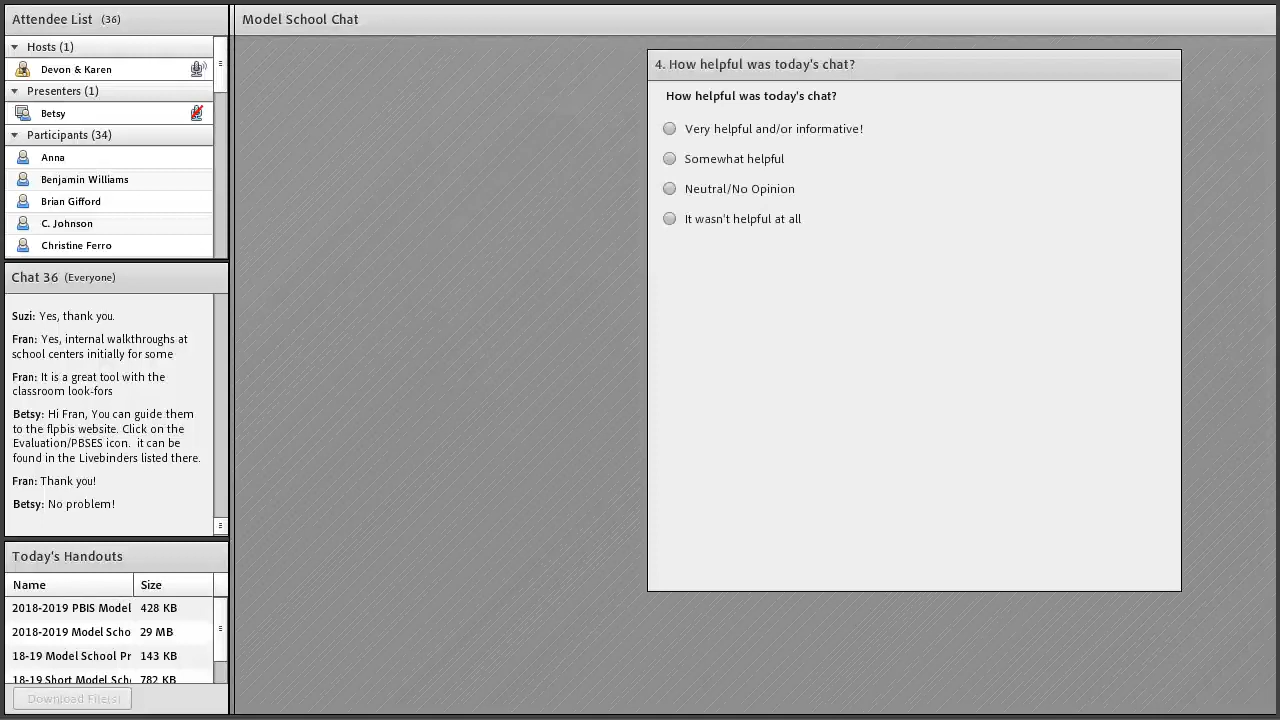 Attendee List (36)
Hosts (1)
Devon & Karen
Presenters (1)
Betsy
Participants (34)
Anna
Benjamin Williams
Brian Gifford
C. Johnson
Christine Ferro
Chat 36 (Everyone)
Suzi: Yes, thank you.
Fran: Yes, internal walkthroughs at
school centers initially for some
Fran: It is a great tool with the
classroom look-fors
Betsy: Hi Fran, You can guide them
to the flpbis website. Click on the
Evaluation/PBSES icon.  it can be
found in the Livebinders listed there.
Fran: Thank you!
Betsy: No problem!
Today's Handouts
Name Size
2018-2019 PBIS Model 428 KB
2018-2019 Model Scho 29 MB
18-19 Model School Pr 143 KB
18-19 Short Model Sch 782 KB
Download File(s)
Model School Chat
4. How helpful was today's chat?
How helpful was today's chat?
Very helpful and/or informative!
Somewhat helpful
Neutral/No Opinion
It wasn't helpful at all